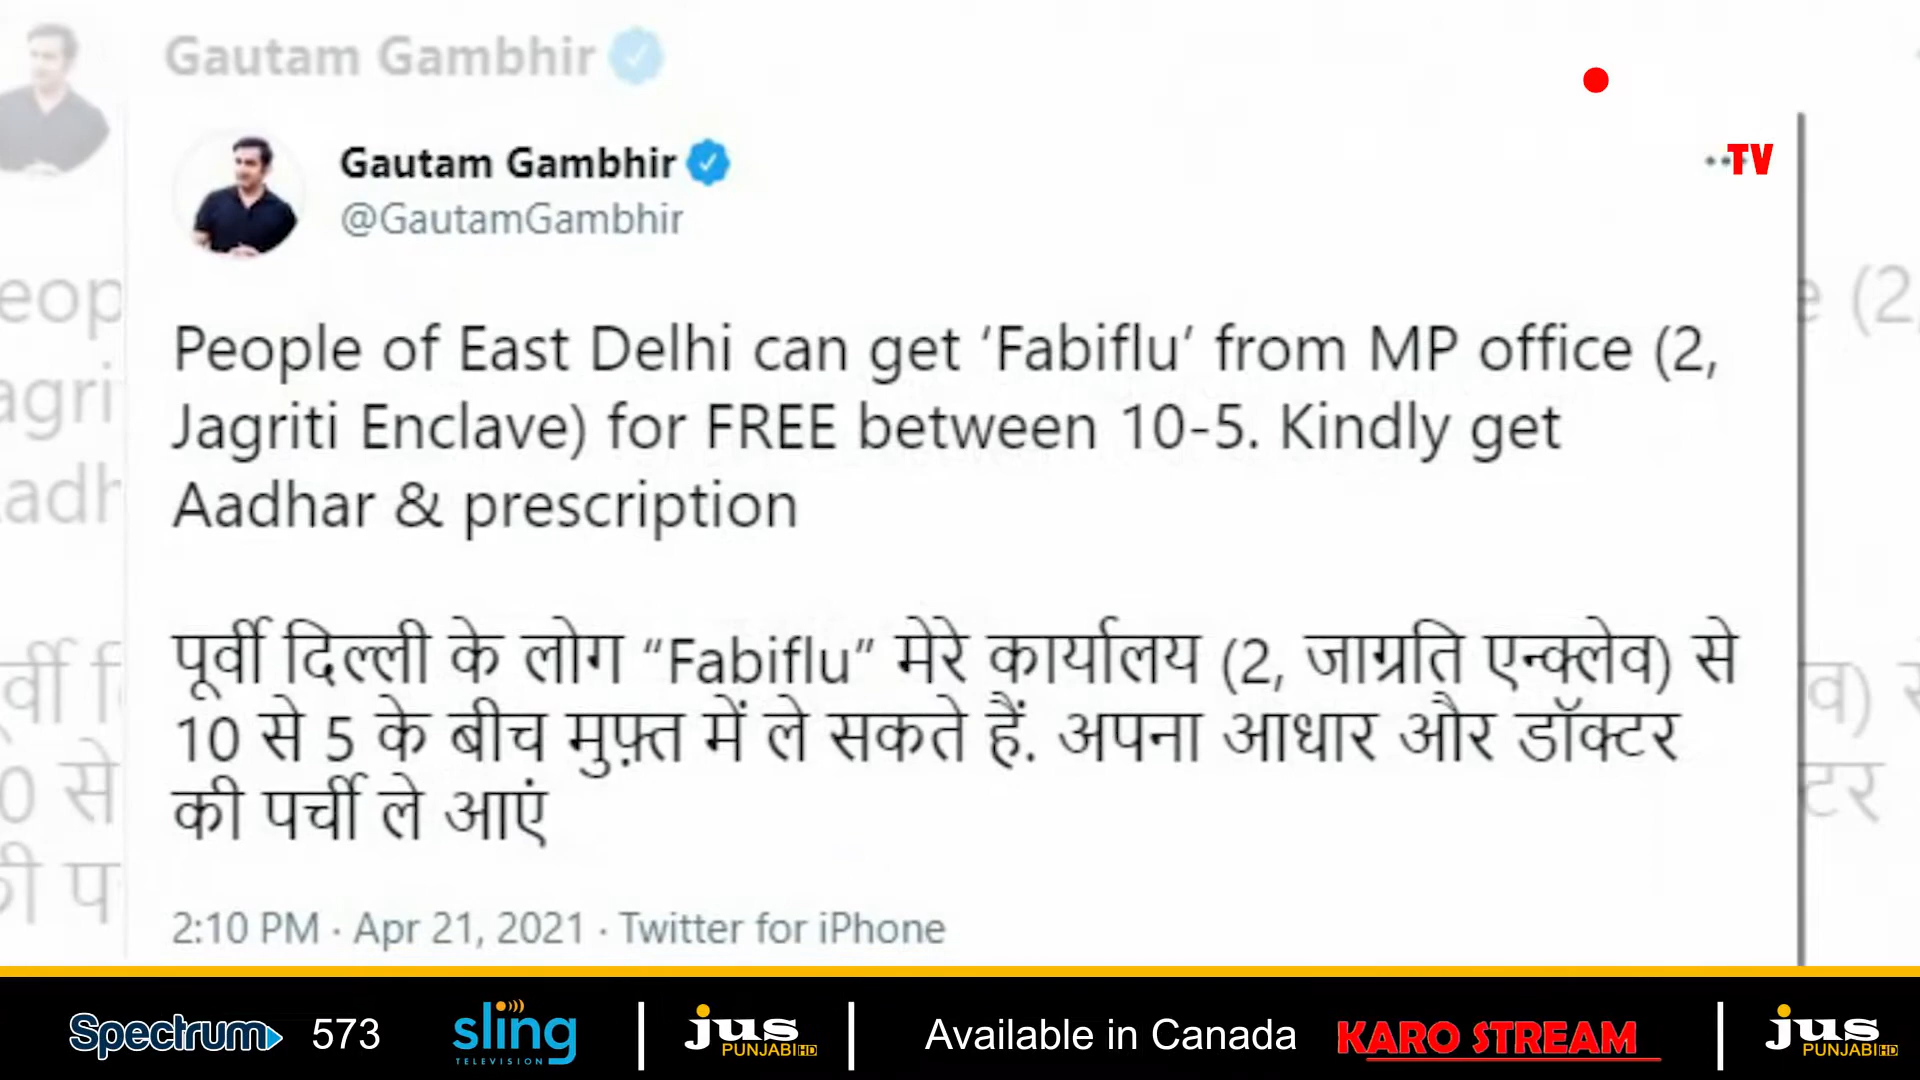 Gautam Gambhir
TV
Gautam Gambhir
@GautamGambhir
People of East Delhi can get ‘Fabiflu’ from MP office (2,
Jagriti Enclave) for FREE between 10-5. Kindly get
Aadhar & prescription
पूर्वी दिल्ली के लोग “Fabiflu” मेरे कार्यालय (2, जाग्रति एन्क्लेव) से
10 से 5 के बीच मुफ़्त में ले सकते हैं. अपना आधार और डॉक्टर
की पर्ची ले आएं
2:10 PM · Apr 21, 2021 · Twitter for iPhone
Spectrum 573 sling TELEVISION jus PUNJABI HD Available in Canada KARO STREAM jus PUNJABI HD